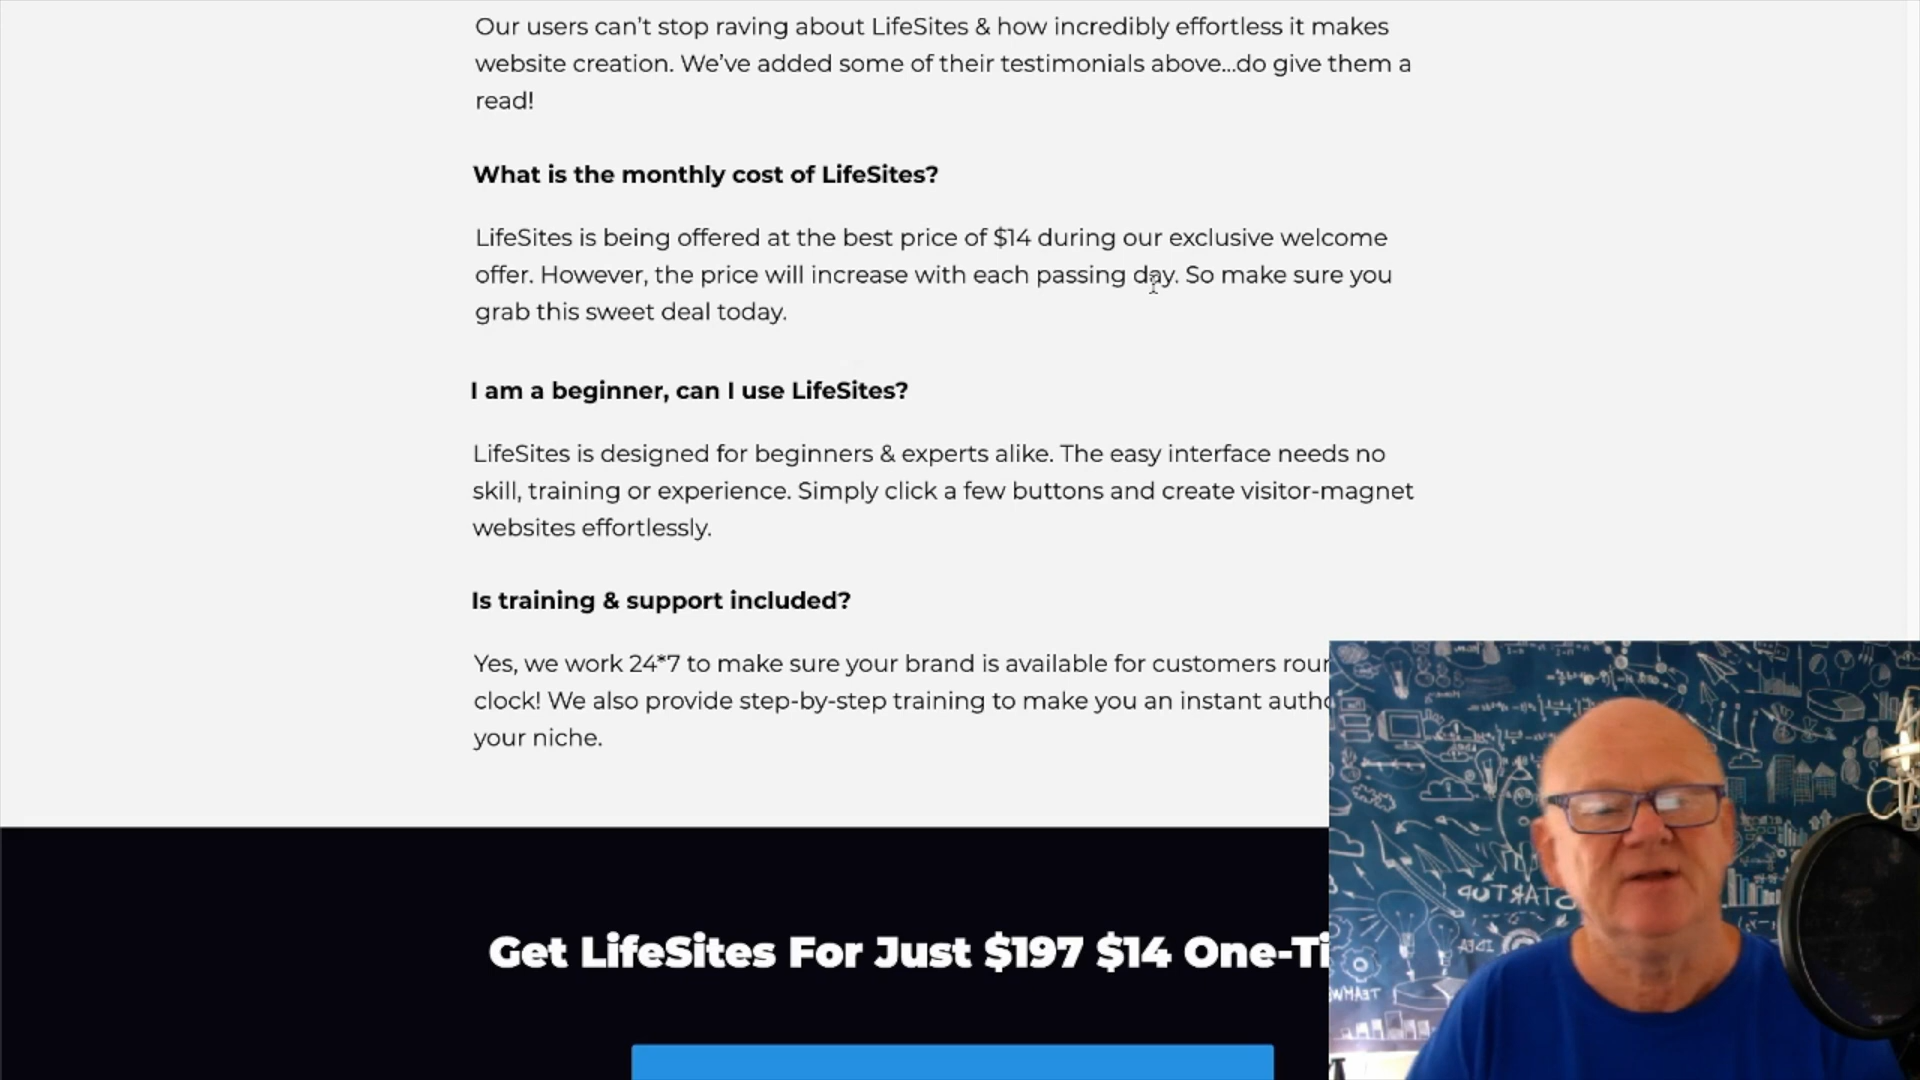 Our users can’t stop raving about LifeSites & how incredibly effortless it makes
website creation. We’ve added some of their testimonials above...do give them a
read!
What is the monthly cost of LifeSites?
LifeSites is being offered at the best price of $14 during our exclusive welcome
offer. However, the price will increase with each passing day. So make sure you
grab this sweet deal today.
I am a beginner, can I use LifeSites?
LifeSites is designed for beginners & experts alike. The easy interface needs no
skill, training or experience. Simply click a few buttons and create visitor-magnet
websites effortlessly.
Is training & support included?
Yes, we work 24*7 to make sure your brand is available for customers
clock! We also provide step-by-step training to make you an instant
your niche.
Get LifeSites For Just $197 $14
STARTUP
IDEA